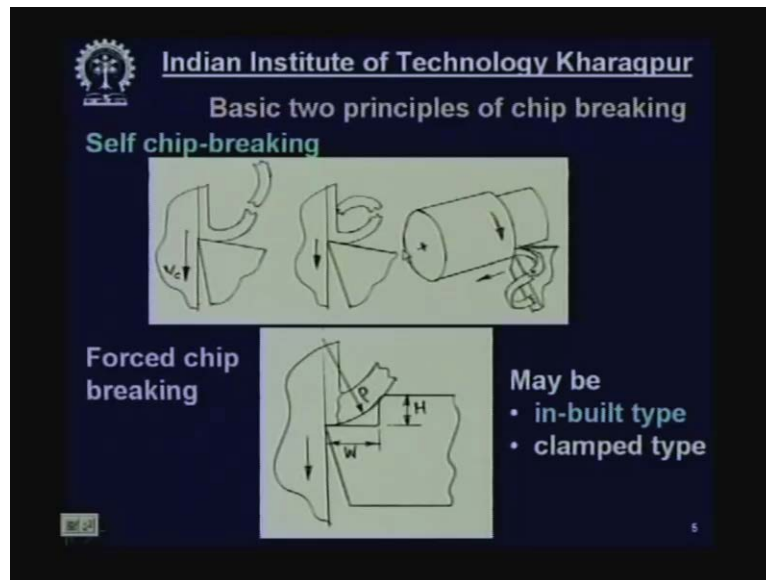 Indian Institute of Technology Kharagpur
Basic two principles of chip breaking
Self chip-breaking
Vc
Forced chip
breaking
ρ
H
W
May be
• in-built type
• clamped type
5